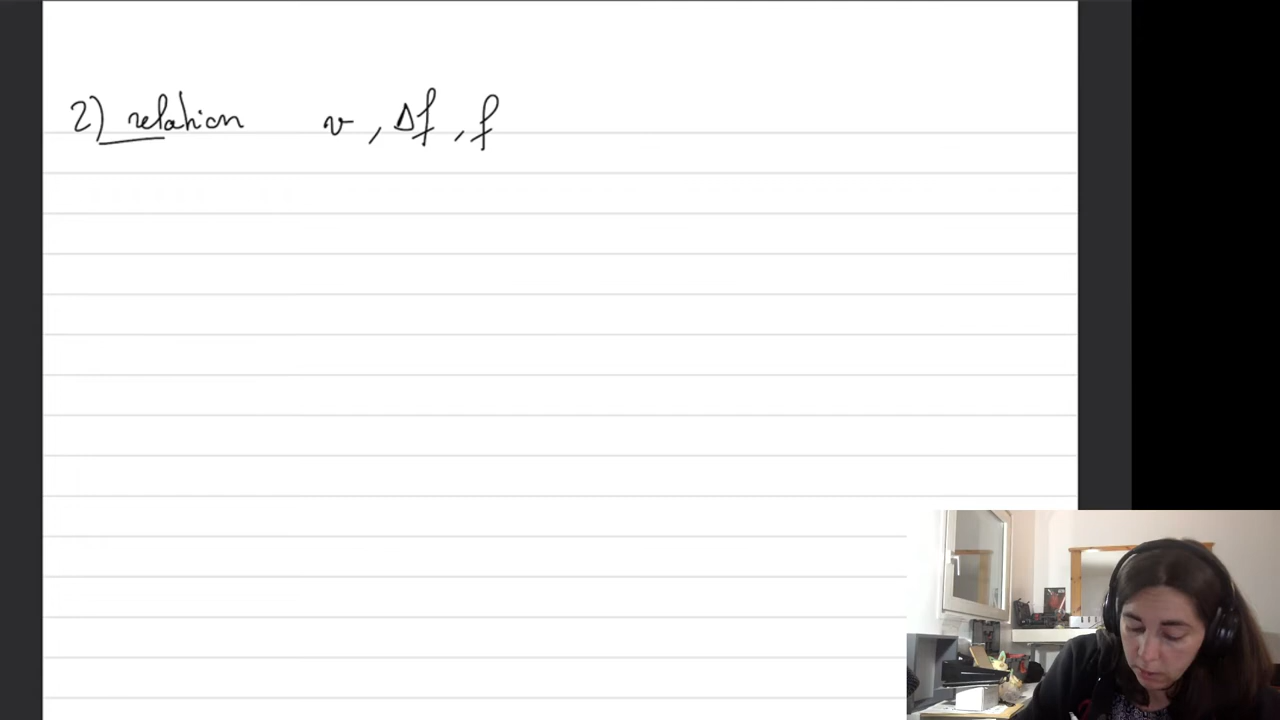 2) relation v, Δf, f